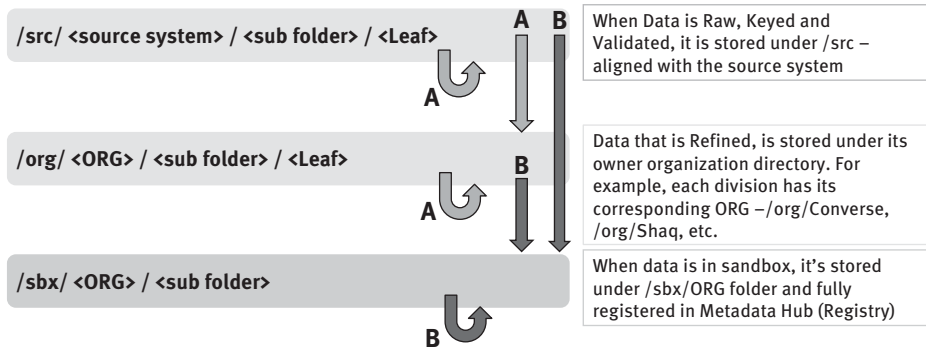 /src/ <source system> / <sub folder> / <Leaf>
A B
When Data is Raw, Keyed and
Validated, it is stored under /src –
aligned with the source system
A
/org/ <ORG> / <sub folder> / <Leaf>
B
Data that is Refined, is stored under its
owner organization directory. For
example, each division has its
corresponding ORG –/org/Converse,
/org/Shaq, etc.
A
/sbx/ <ORG> / <sub folder>
When data is in sandbox, it's stored
under /sbx/ORG folder and fully
registered in Metadata Hub (Registry)
B